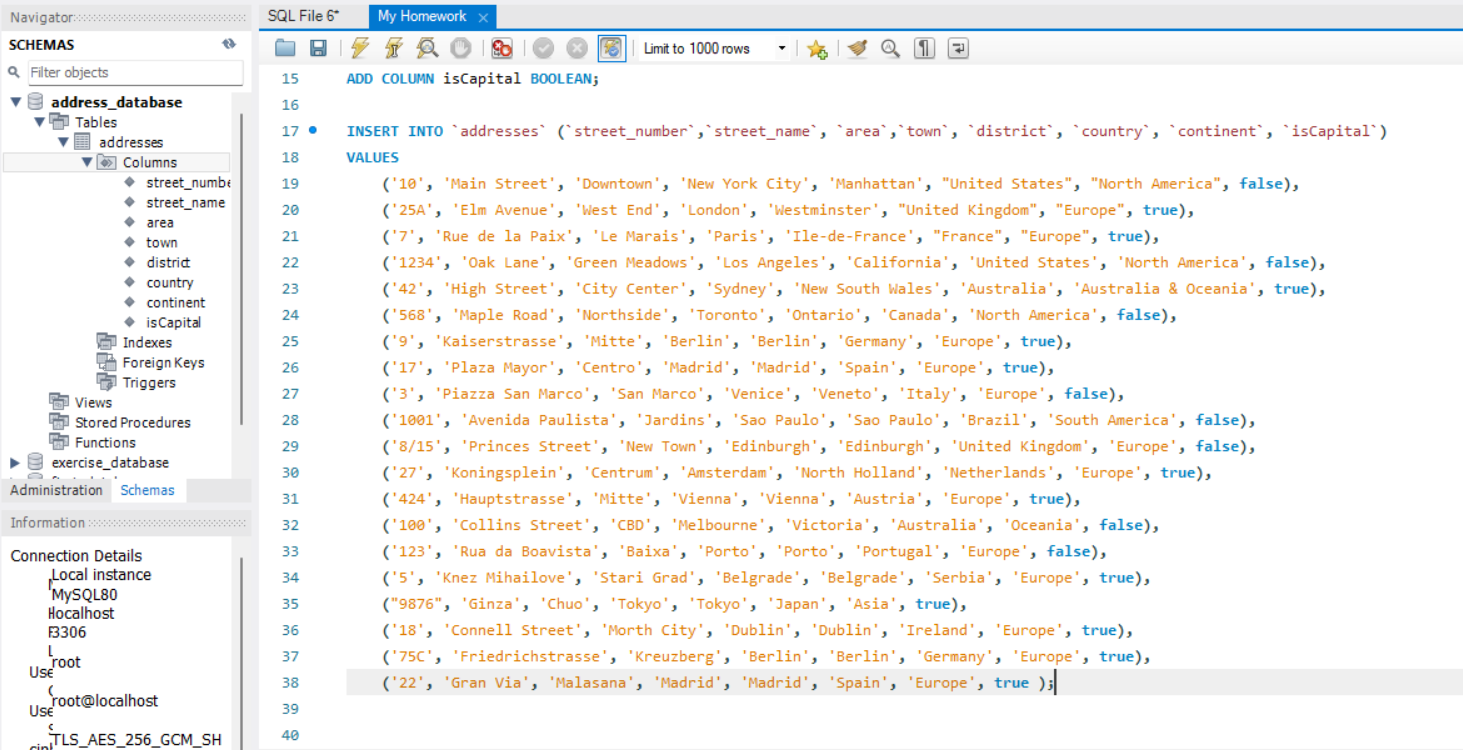 Navigator
SCHEMAS
Filter objects
address_database
Tables
addresses
Columns
street_numbe
street_name
area
town
district
country
continent
isCapital
Indexes
Foreign Keys
Triggers
Views
Stored Procedures
Functions
exercise_database
Administration Schemas
Information
Connection Details
Local instance
MySQL80
localhost
3306
root
Use
root@localhost
Use
TLS_AES_256_GCM_SH
SQL File 6* My Homework
Limit to 1000 rows
15 ADD COLUMN isCapital BOOLEAN;
16
17 INSERT INTO `addresses` (`street_number`,`street_name`, `area`,`town`, `district`, `country`, `continent`, `isCapital`)
18 VALUES
19 ('10', 'Main Street', 'Downtown', 'New York City', 'Manhattan', "United States", "North America", false),
20 ('25A', 'Elm Avenue', 'West End', 'London', 'Westminster', "United Kingdom", "Europe", true),
21 ('7', 'Rue de la Paix', 'Le Marais', 'Paris', 'Ile-de-France', "France", "Europe", true),
22 ('1234', 'Oak Lane', 'Green Meadows', 'Los Angeles', 'California', 'United States', 'North America', false),
23 ('42', 'High Street', 'City Center', 'Sydney', 'New South Wales', 'Australia', 'Australia & Oceania', true),
24 ('568', 'Maple Road', 'Northside', 'Toronto', 'Ontario', 'Canada', 'North America', false),
25 ('9', 'Kaiserstrasse', 'Mitte', 'Berlin', 'Berlin', 'Germany', 'Europe', true),
26 ('17', 'Plaza Mayor', 'Centro', 'Madrid', 'Madrid', 'Spain', 'Europe', true),
27 ('3', 'Piazza San Marco', 'San Marco', 'Venice', 'Veneto', 'Italy', 'Europe', false),
28 ('1001', 'Avenida Paulista', 'Jardins', 'Sao Paulo', 'Sao Paulo', 'Brazil', 'South America', false),
29 ('8/15', 'Princes Street', 'New Town', 'Edinburgh', 'Edinburgh', 'United Kingdom', 'Europe', false),
30 ('27', 'Koningsplein', 'Centrum', 'Amsterdam', 'North Holland', 'Netherlands', 'Europe', true),
31 ('424', 'Hauptstrasse', 'Mitte', 'Vienna', 'Vienna', 'Austria', 'Europe', true),
32 ('100', 'Collins Street', 'CBD', 'Melbourne', 'Victoria', 'Australia', 'Oceania', false),
33 ('123', 'Rua da Boavista', 'Baixa', 'Porto', 'Porto', 'Portugal', 'Europe', false),
34 ('5', 'Knez Mihailove', 'Stari Grad', 'Belgrade', 'Belgrade', 'Serbia', 'Europe', true),
35 ("9876", 'Ginza', 'Chuo', 'Tokyo', 'Tokyo', 'Japan', 'Asia', true),
36 ('18', 'Connell Street', 'Morth City', 'Dublin', 'Dublin', 'Ireland', 'Europe', true),
37 ('75C', 'Friedrichstrasse', 'Kreuzberg', 'Berlin', 'Berlin', 'Germany', 'Europe', true),
38 ('22', 'Gran Via', 'Malasana', 'Madrid', 'Madrid', 'Spain', 'Europe', true );
39
40